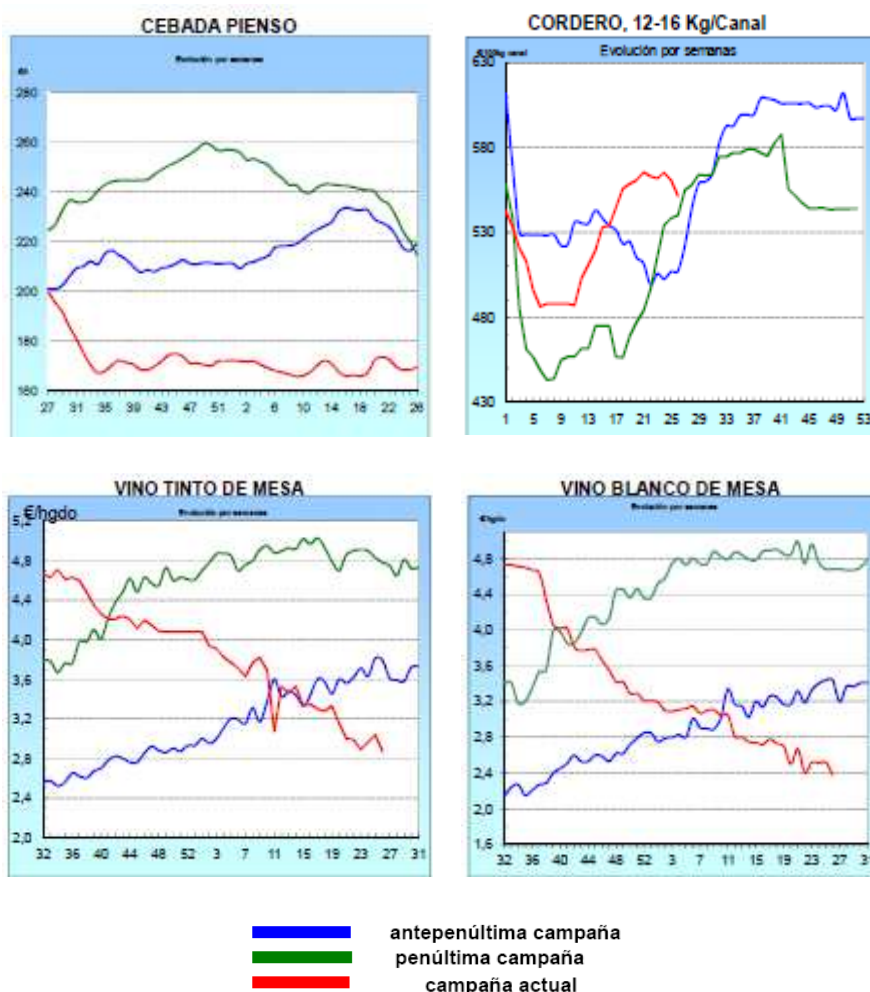 CEBADA PIENSO
Evolución por semanas
280
260
240
220
200
180
160
27 31 35 39 43 47 51 2 6 10 14 18 22 26
CORDERO, 12-16 Kg/Canal
Evolución por semanas
630
580
530
480
430
1 5 9 13 17 21 25 29 33 37 41 45 49 53
VINO TINTO DE MESA
€/hgdo
Evolución por semanas
5,2
4,8
4,4
4,0
3,6
3,2
2,8
2,4
2,0
32 36 40 44 48 52 3 7 11 15 19 23 27 31
VINO BLANCO DE MESA
Evolución por semanas
€/hgdo
4,8
4,4
4,0
3,6
3,2
2,8
2,4
2,0
1,6
32 36 40 44 48 52 3 7 11 15 19 23 27 31
antepenúltima campaña
penúltima campaña
campaña actual